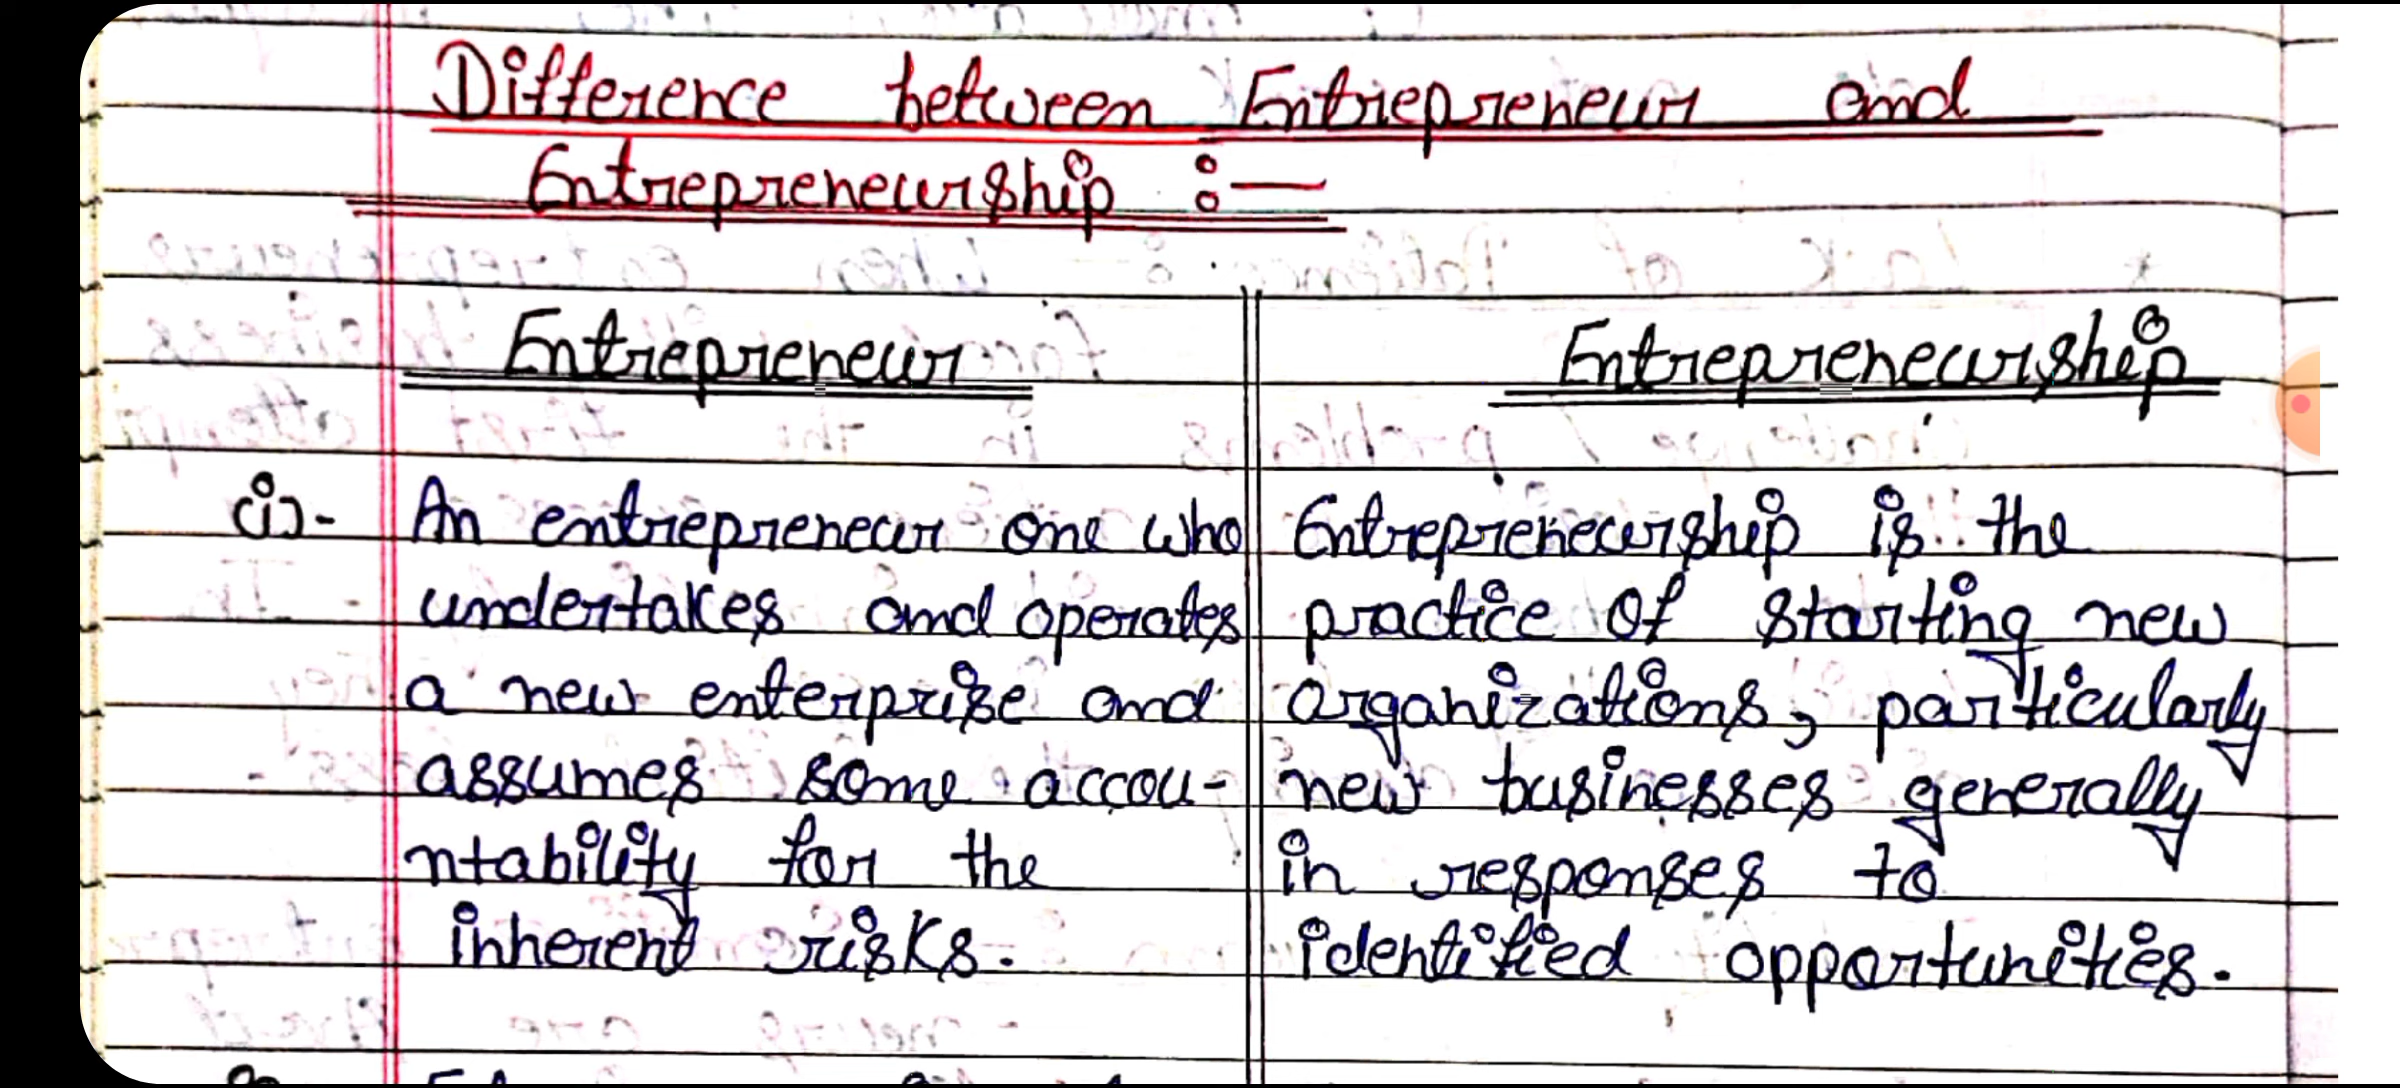 Difference between Entrepreneur and
Entrepreneurship :—
Entrepreneur
Entrepreneurship
(i)-
An entrepreneur one who
undertakes and operates
a new enterprise and
assumes some accou-
ntability for the
inherent risks.
Entrepreneurship is the
practice of starting new
organizations, particularly
new businesses generally
in responses to
identified opportunities.